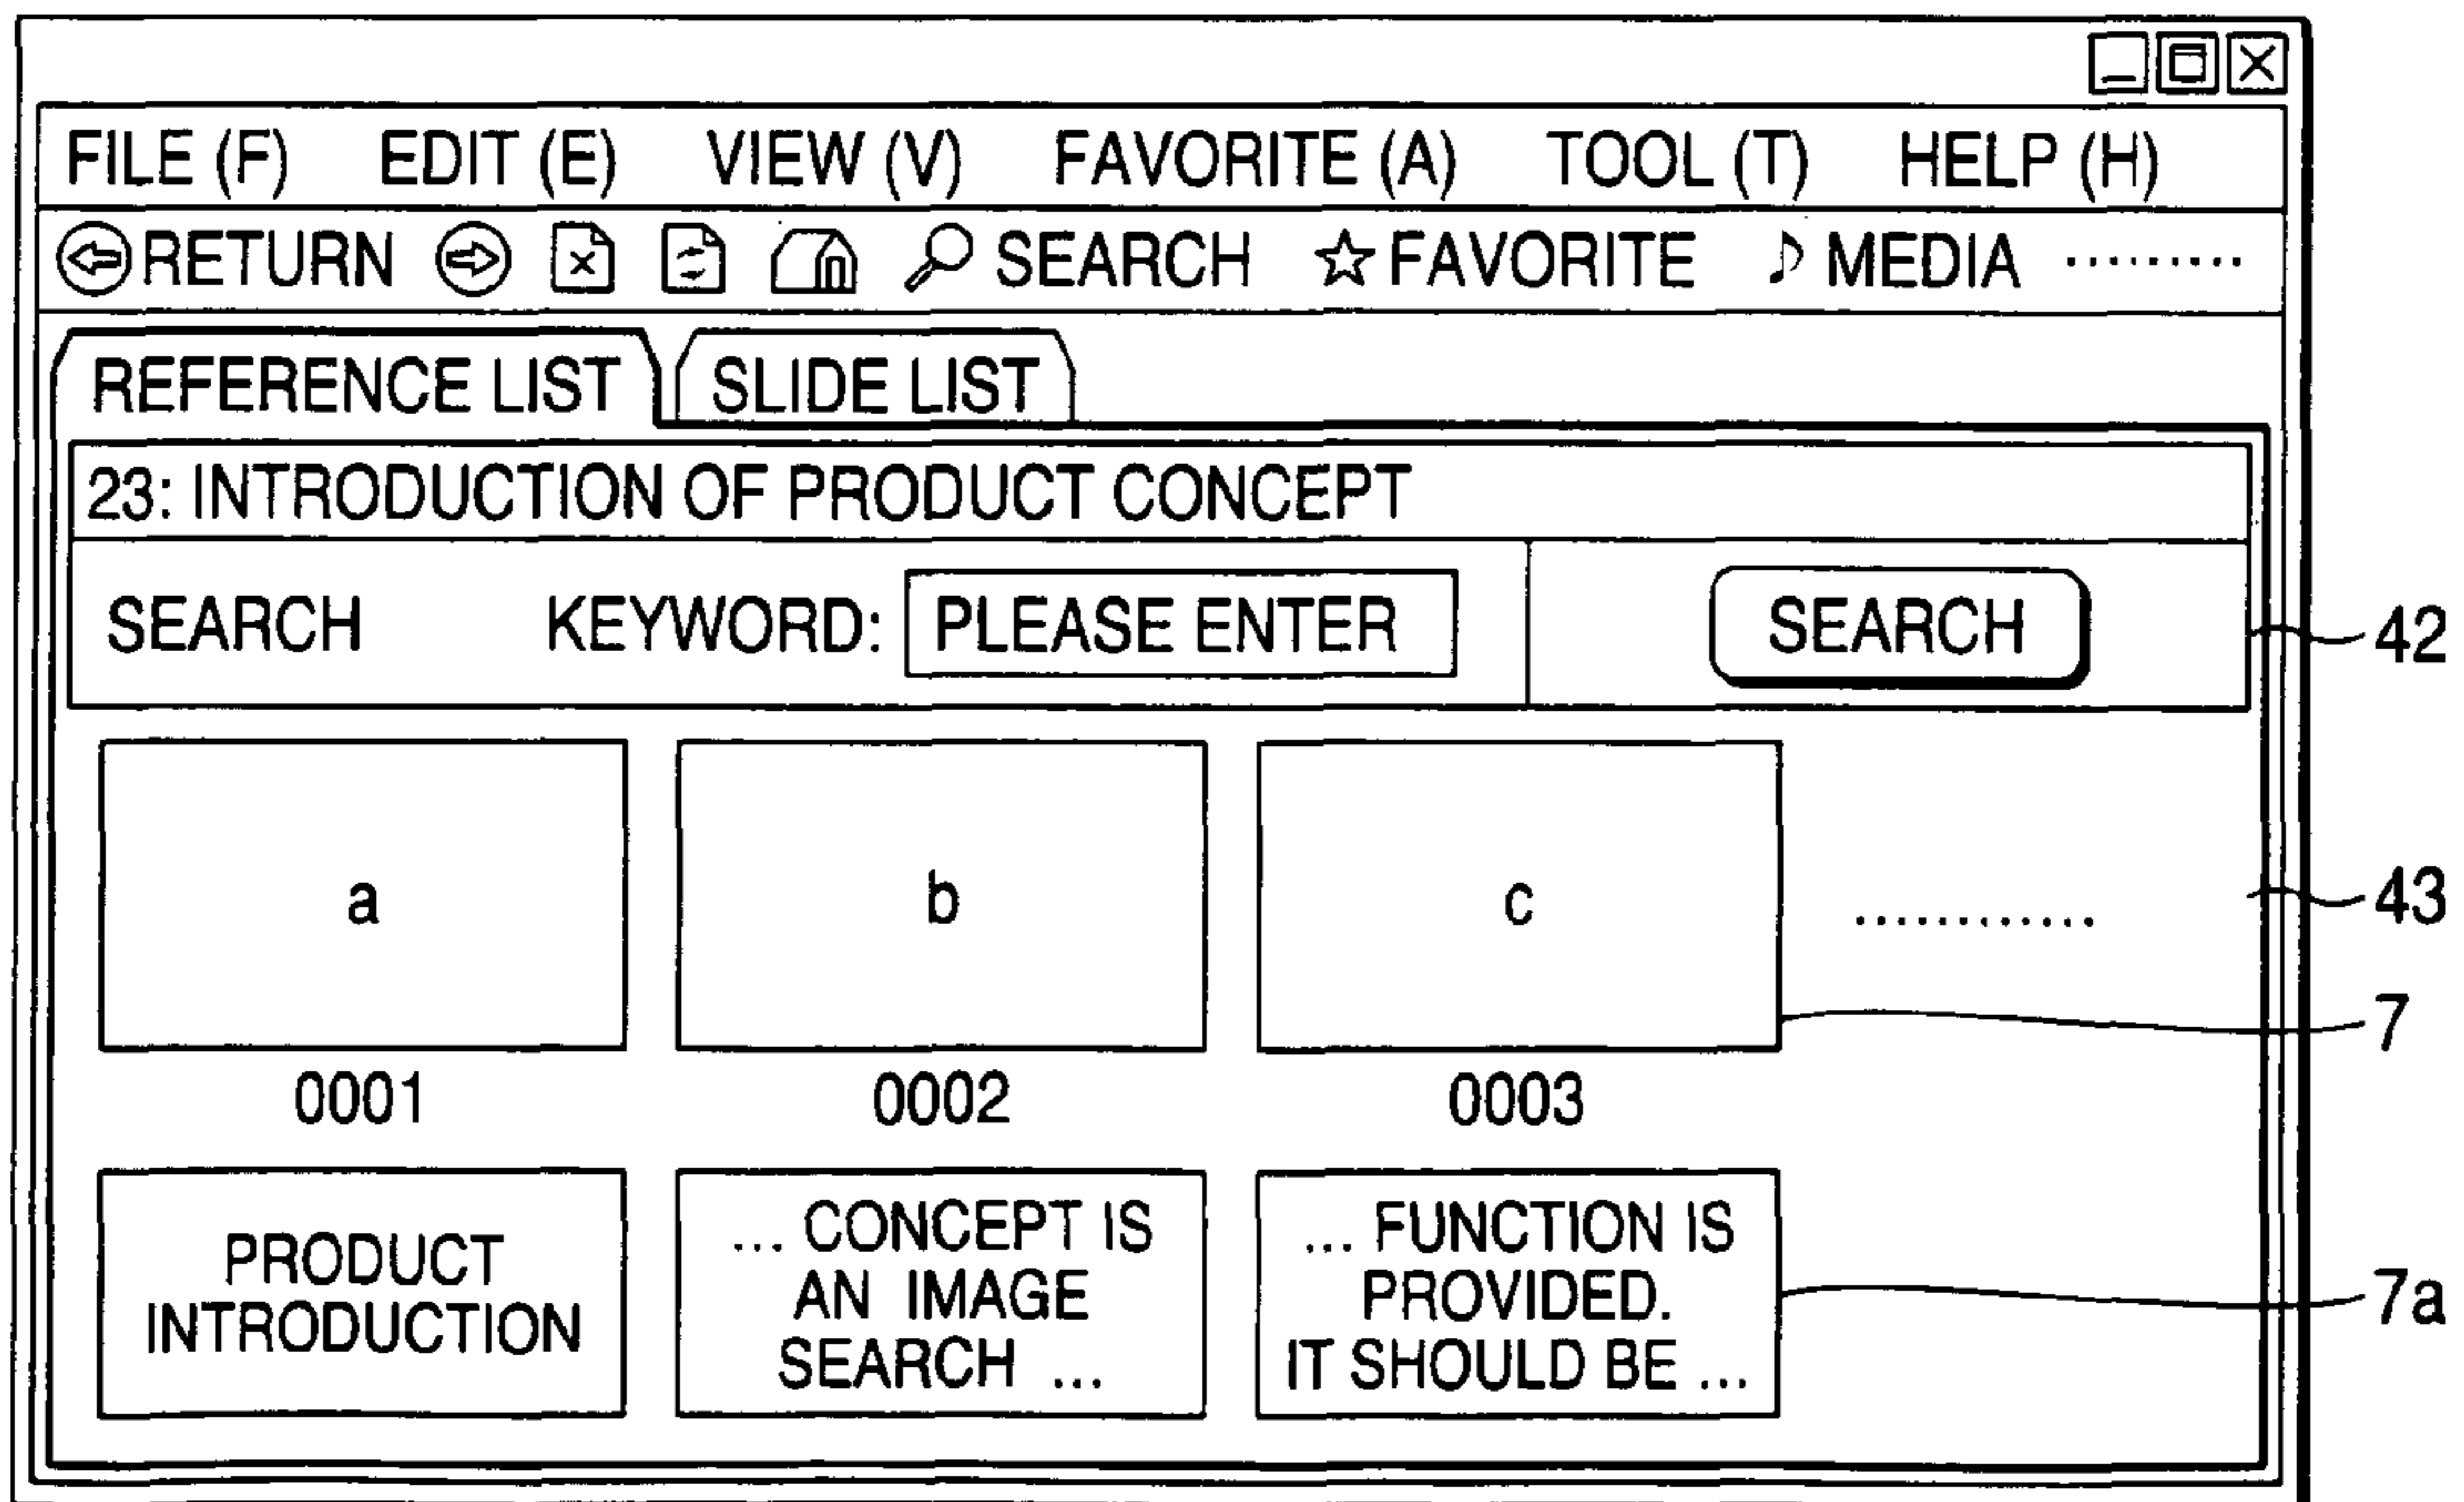 FILE (F) EDIT (E) VIEW (V) FAVORITE (A) TOOL (T) HELP (H)
RETURN SEARCH FAVORITE MEDIA .........
REFERENCE LIST SLIDE LIST
23: INTRODUCTION OF PRODUCT CONCEPT
SEARCH KEYWORD: PLEASE ENTER SEARCH 42
a b c ............ 43
7
0001 0002 0003
PRODUCT
INTRODUCTION
... CONCEPT IS
AN IMAGE
SEARCH ...
... FUNCTION IS
PROVIDED.
IT SHOULD BE ...
7a